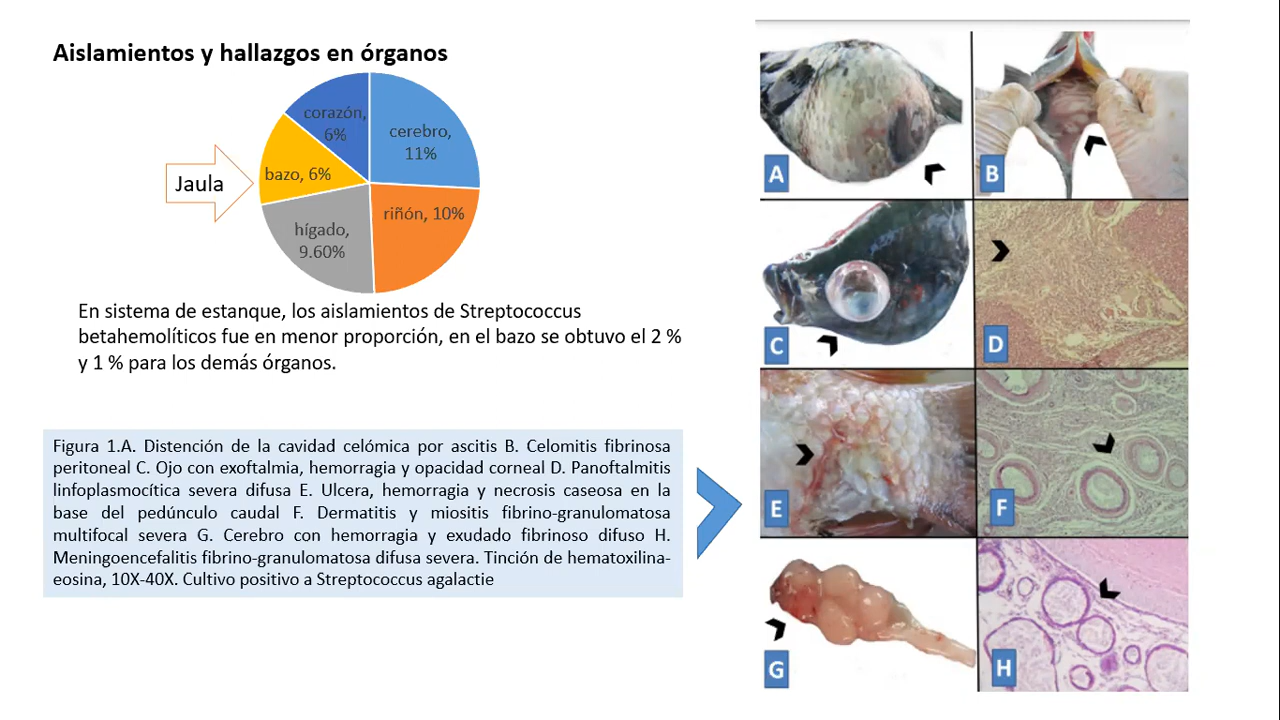 Aislamientos y hallazgos en órganos
corazón,
6%
cerebro,
11%
bazo, 6%
Jaula
riñón, 10%
hígado,
9.60%
En sistema de estanque, los aislamientos de Streptococcus
betahemolíticos fue en menor proporción, en el bazo se obtuvo el 2 %
y 1 % para los demás órganos.
Figura 1.A. Distención de la cavidad celómica por ascitis B. Celomitis fibrinosa
peritoneal C. Ojo con exoftalmia, hemorragia y opacidad corneal D. Panoftalmitis
linfoplasmocítica severa difusa E. Ulcera, hemorragia y necrosis caseosa en la
base del pedúnculo caudal F. Dermatitis y miositis fibrino-granulomatosa
multifocal severa G. Cerebro con hemorragia y exudado fibrinoso difuso H.
Meningoencefalitis fibrino-granulomatosa difusa severa. Tinción de hematoxilina-
eosina, 10X-40X. Cultivo positivo a Streptococcus agalactie
A
B
C
D
E
F
G
H